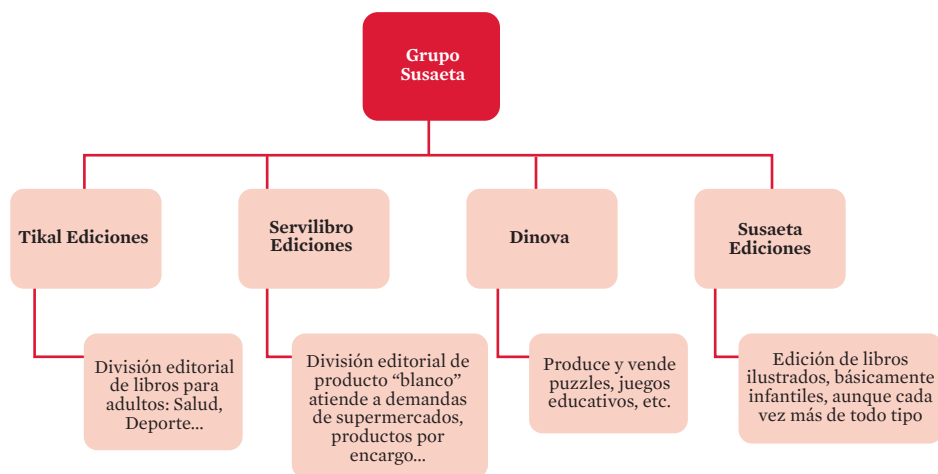 Grupo
Susaeta
Tikal Ediciones
Servilibro
Ediciones
Dinova
Susaeta
Ediciones
División editorial
de libros para
adultos: Salud,
Deporte...
División editorial de
producto “blanco”
atiende a demandas
de supermercados,
productos por
encargo...
Produce y vende
puzzles, juegos
educativos, etc.
Edición de libros
ilustrados, básicamente
infantiles, aunque cada
vez más de todo tipo